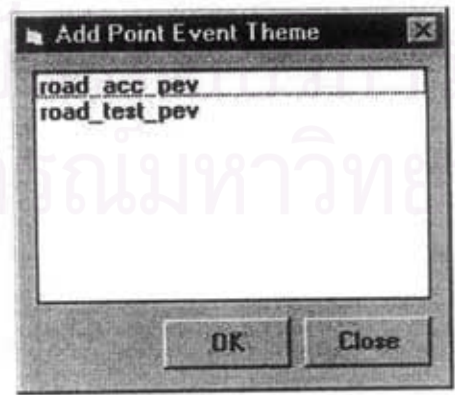 Add Point Event Theme
road_acc_pev
road_test_pev
OK
Close